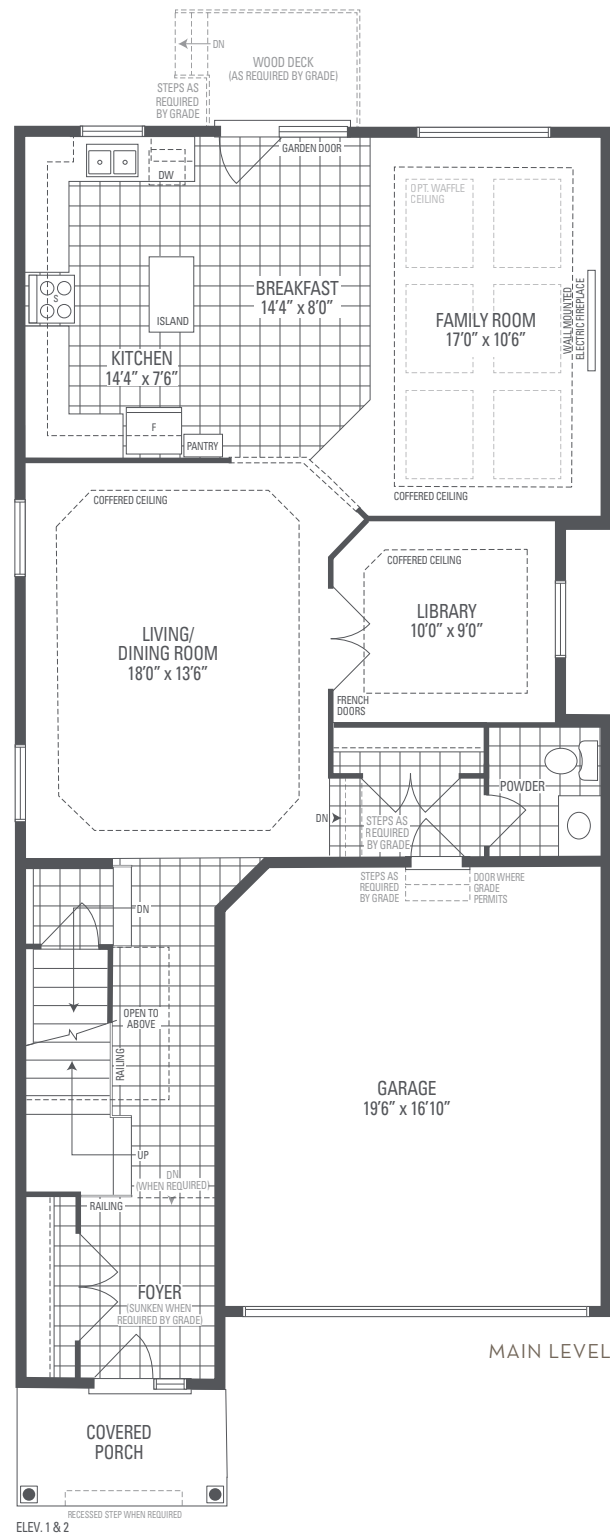 DN
WOOD DECK
(AS REQUIRED BY GRADE)
STEPS AS
REQUIRED
BY GRADE
GARDEN DOOR
DW
OPT. WAFFLE
CEILING
S
ISLAND
BREAKFAST
14'4" x 8'0"
FAMILY ROOM
17'0" x 10'6"
WALL MOUNTED
ELECTRIC FIREPLACE
KITCHEN
14'4" x 7'6"
F
PANTRY
COFFERED CEILING
COFFERED CEILING
COFFERED CEILING
LIVING/
DINING ROOM
18'0" x 13'6"
LIBRARY
10'0" x 9'0"
FRENCH
DOORS
POWDER
DN
STEPS AS
REQUIRED
BY GRADE
STEPS AS
REQUIRED
BY GRADE
DOOR WHERE
GRADE
PERMITS
DN
OPEN TO
ABOVE
RAILING
GARAGE
19'6" x 16'10"
UP
DN
(WHEN REQUIRED)
RAILING
FOYER
(SUNKEN WHEN
REQUIRED BY GRADE)
MAIN LEVEL
COVERED
PORCH
RECESSED STEP WHEN REQUIRED
ELEV. 1 & 2